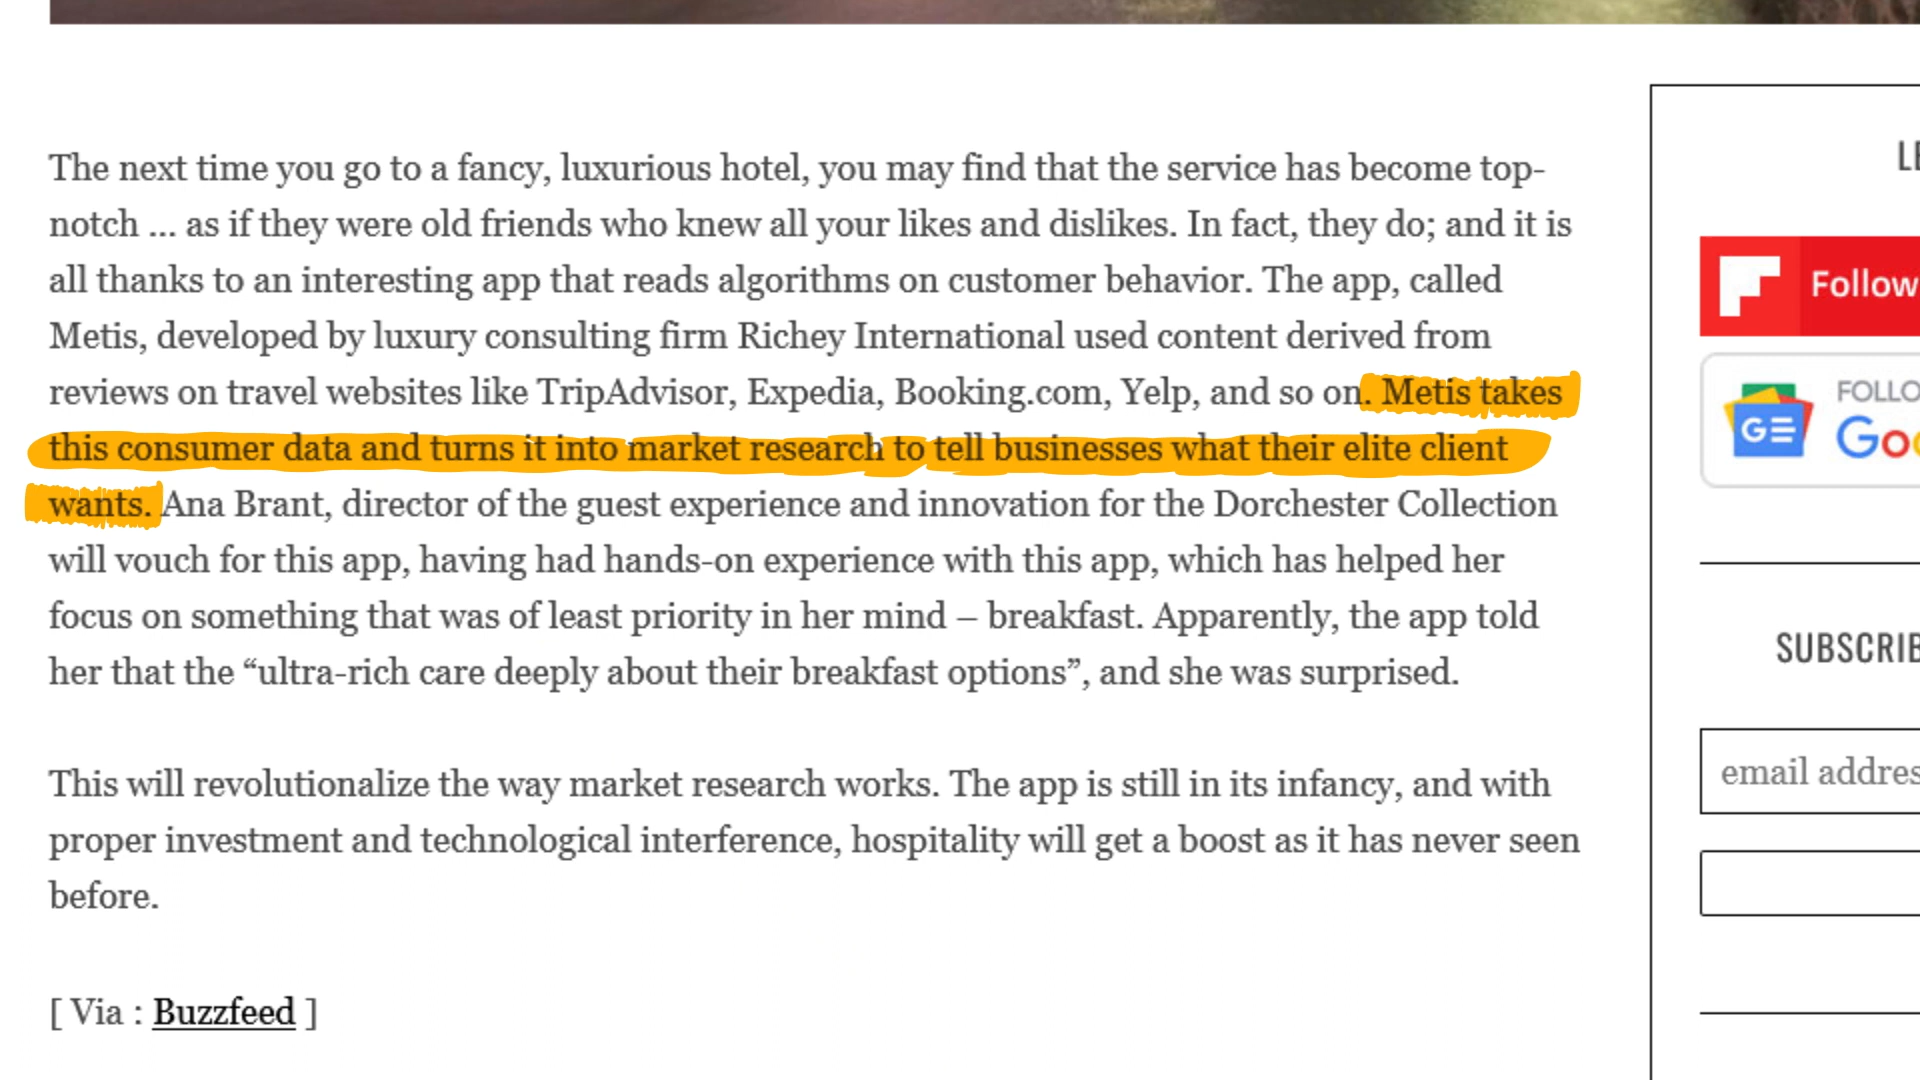 The next time you go to a fancy, luxurious hotel, you may find that the service has become top-
notch ... as if they were old friends who knew all your likes and dislikes. In fact, they do; and it is
all thanks to an interesting app that reads algorithms on customer behavior. The app, called
Metis, developed by luxury consulting firm Richey International used content derived from
reviews on travel websites like TripAdvisor, Expedia, Booking.com, Yelp, and so on. Metis takes
this consumer data and turns it into market research to tell businesses what their elite client
wants. Ana Brant, director of the guest experience and innovation for the Dorchester Collection
will vouch for this app, having had hands-on experience with this app, which has helped her
focus on something that was of least priority in her mind – breakfast. Apparently, the app told
her that the “ultra-rich care deeply about their breakfast options”, and she was surprised.
This will revolutionalize the way market research works. The app is still in its infancy, and with
proper investment and technological interference, hospitality will get a boost as it has never seen
before.
[ Via : Buzzfeed ]
Follow
GE
SUBSCRIB
email addres